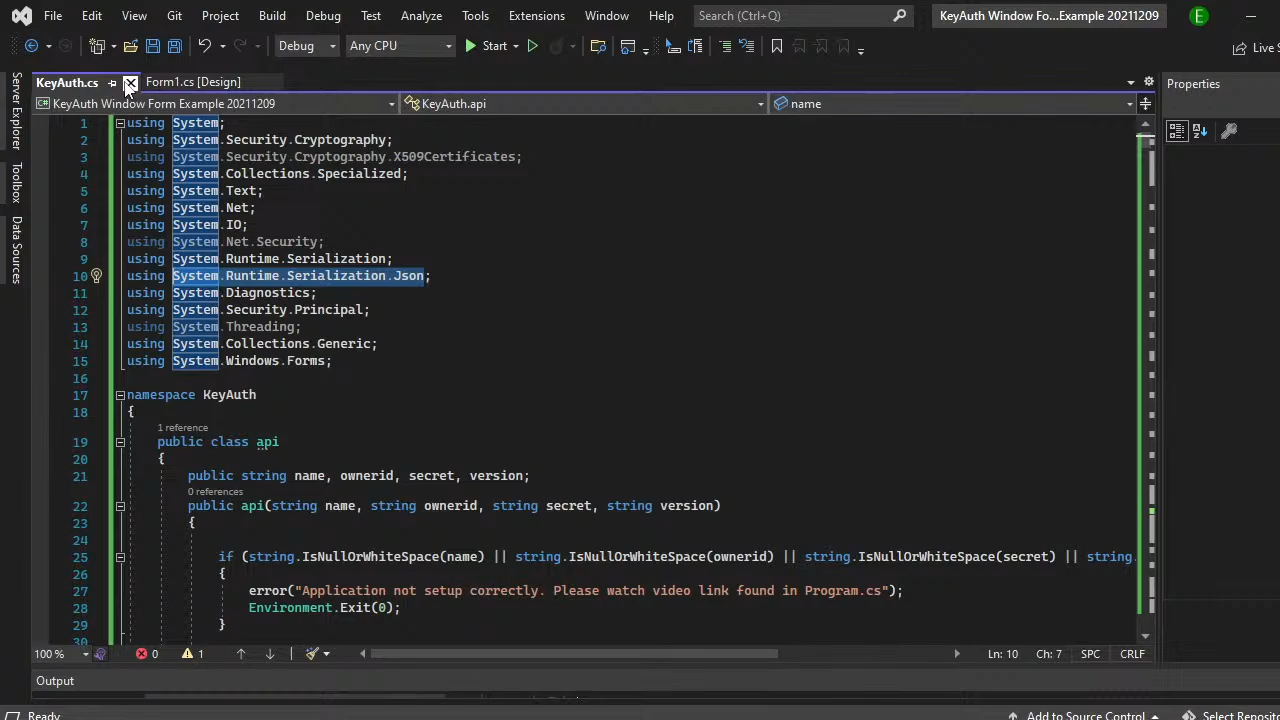 File Edit View Git Project Build Debug Test Analyze Tools Extensions Window Help Search (Ctrl+Q) KeyAuth Window Fo...Example 20211209 E
Debug Any CPU Start Live S
KeyAuth.cs Form1.cs [Design] Properties
KeyAuth Window Form Example 20211209 KeyAuth.api name
Server Explorer
Toolbox
Data Sources
1 using System;
2 using System.Security.Cryptography;
3 using System.Security.Cryptography.X509Certificates;
4 using System.Collections.Specialized;
5 using System.Text;
6 using System.Net;
7 using System.IO;
8 using System.Net.Security;
9 using System.Runtime.Serialization;
10 using System.Runtime.Serialization.Json;
11 using System.Diagnostics;
12 using System.Security.Principal;
13 using System.Threading;
14 using System.Collections.Generic;
15 using System.Windows.Forms;
16
17 namespace KeyAuth
18 {
1 reference
19 public class api
20 {
21 public string name, ownerid, secret, version;
0 references
22 public api(string name, string ownerid, string secret, string version)
23 {
24
25 if (string.IsNullOrWhiteSpace(name) || string.IsNullOrWhiteSpace(ownerid) || string.IsNullOrWhiteSpace(secret) || string.
26 {
27 error("Application not setup correctly. Please watch video link found in Program.cs");
28 Environment.Exit(0);
29 }
30
100 % 0 1 Ln: 10 Ch: 7 SPC CRLF
Output
Ready Add to Source Control Select Reposito